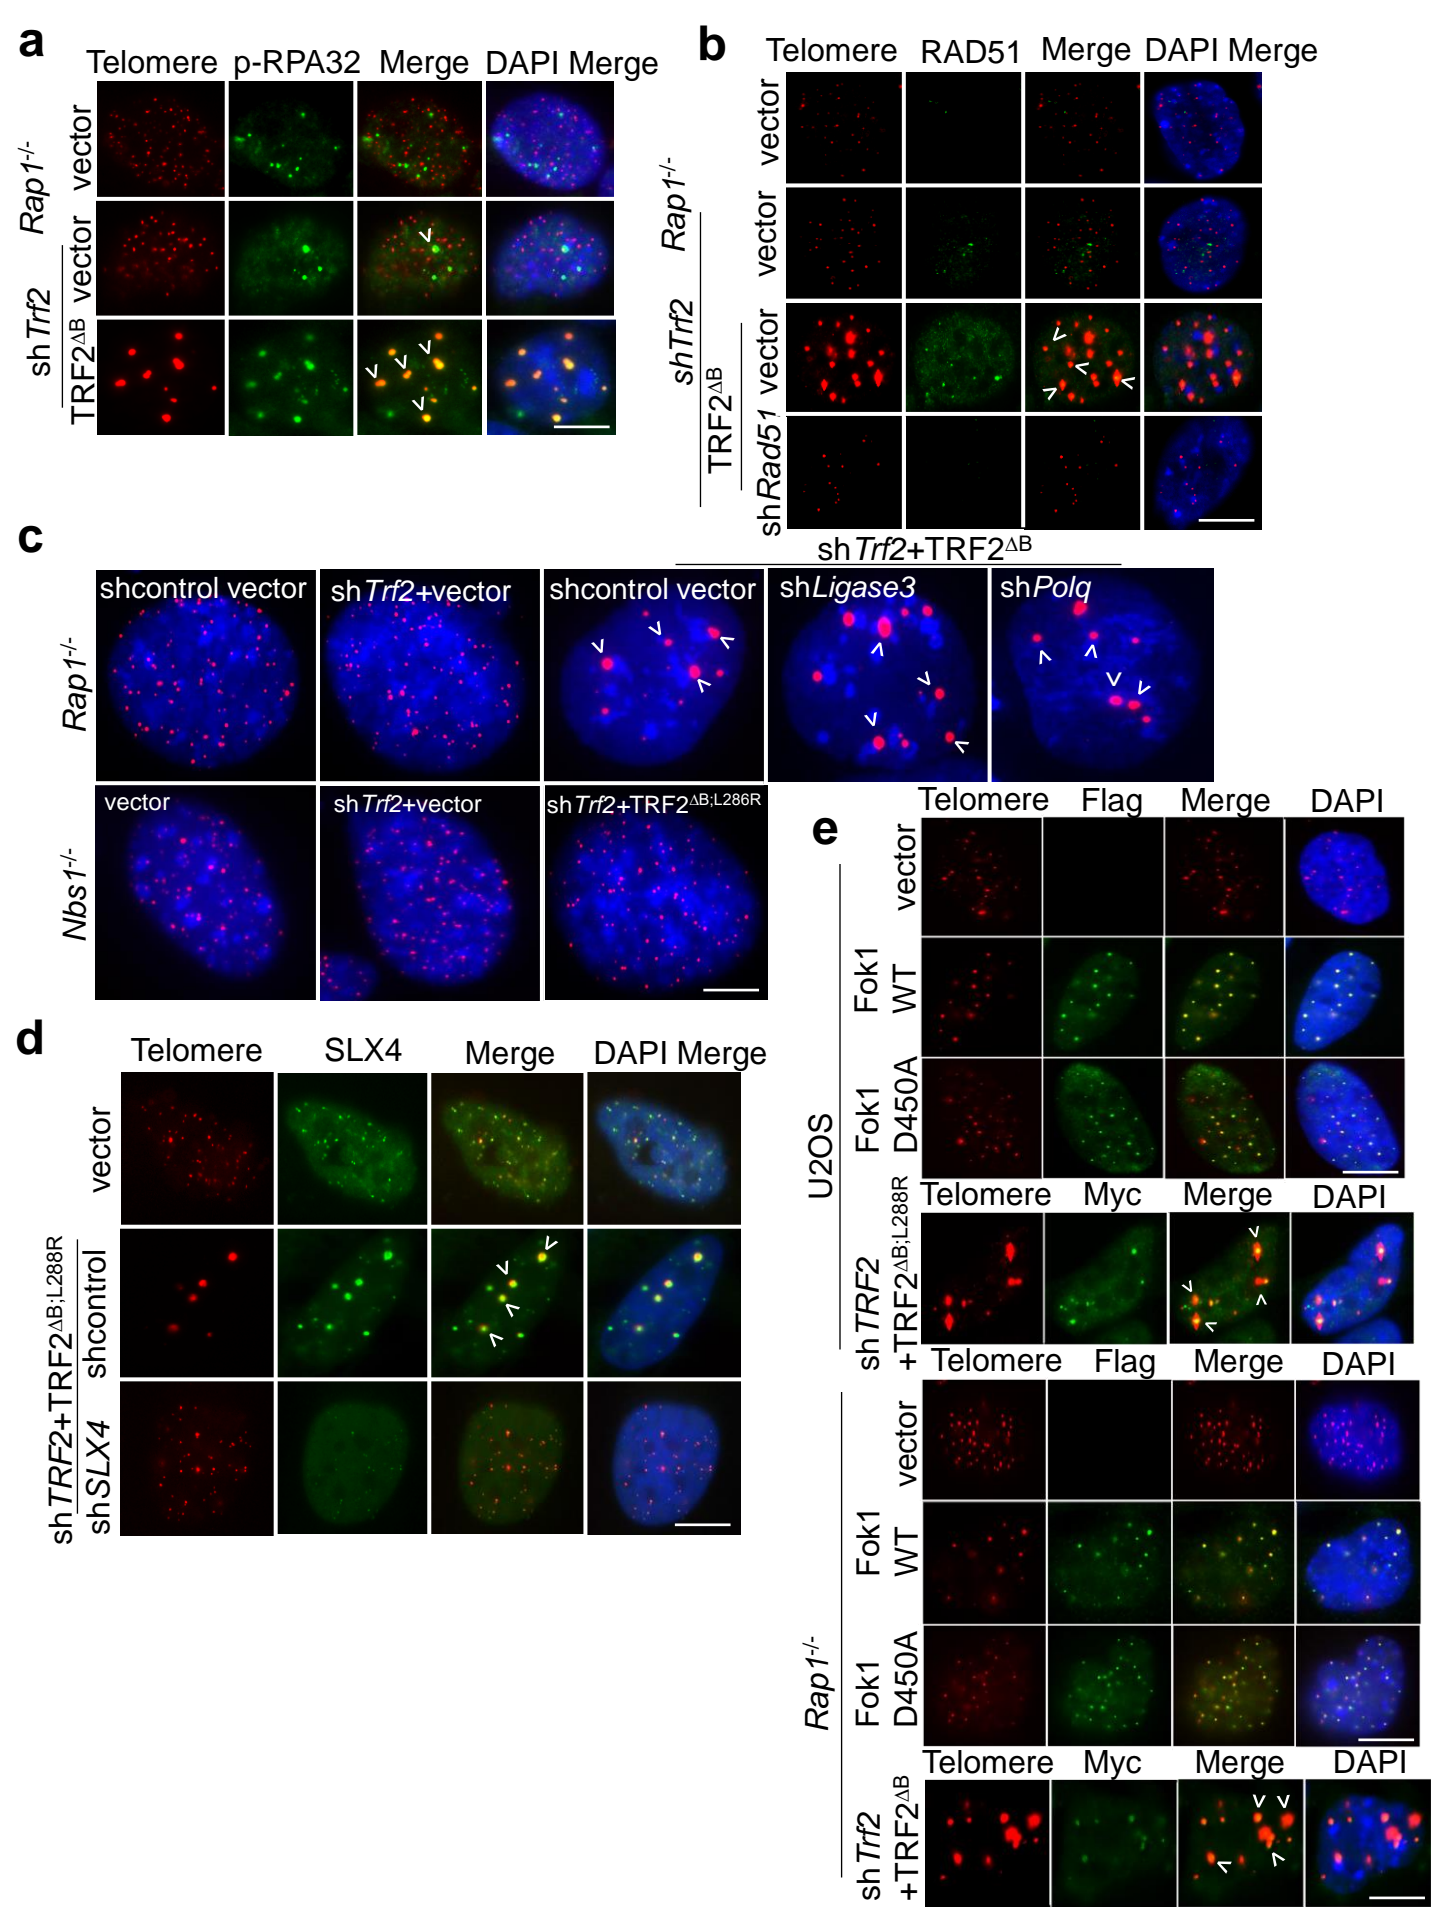 a
Telomere p-RPA32 Merge DAPI Merge
Rap1-/-
vector
vector
shTrf2
TRF2ΔB
b
Telomere RAD51 Merge DAPI Merge
Rap1-/-
vector
vector
shTrf2
TRF2ΔB
vector
shRad51
c
shTrf2+TRF2ΔB
shcontrol vector shTrf2+vector shcontrol vector shLigase3 shPolq
Rap1-/-
vector shTrf2+vector shTrf2+TRF2ΔB;L286R
Nbs1-/-
d
Telomere SLX4 Merge DAPI Merge
vector
shTRF2+TRF2ΔB;L288R
shcontrol
shSLX4
e
Telomere Flag Merge DAPI
U2OS
vector
Fok1
WT
Fok1
D450A
Telomere Myc Merge DAPI
shTRF2
+TRF2ΔB;L288R
Telomere Flag Merge DAPI
Rap1-/-
vector
Fok1
WT
Fok1
D450A
Telomere Myc Merge DAPI
shTrf2
+TRF2ΔB